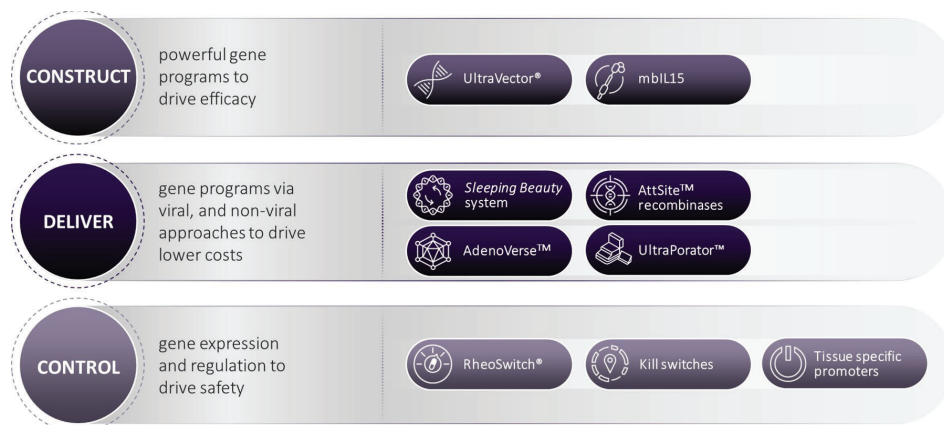 CONSTRUCT
powerful gene
programs to
drive efficacy
UltraVector®
mbIL15
DELIVER
gene programs via
viral, and non-viral
approaches to drive
lower costs
Sleeping Beauty
system
AttSite™
recombinases
AdenoVerse™
UltraPorator™
CONTROL
gene expression
and regulation to
drive safety
RheoSwitch®
Kill switches
Tissue specific
promoters